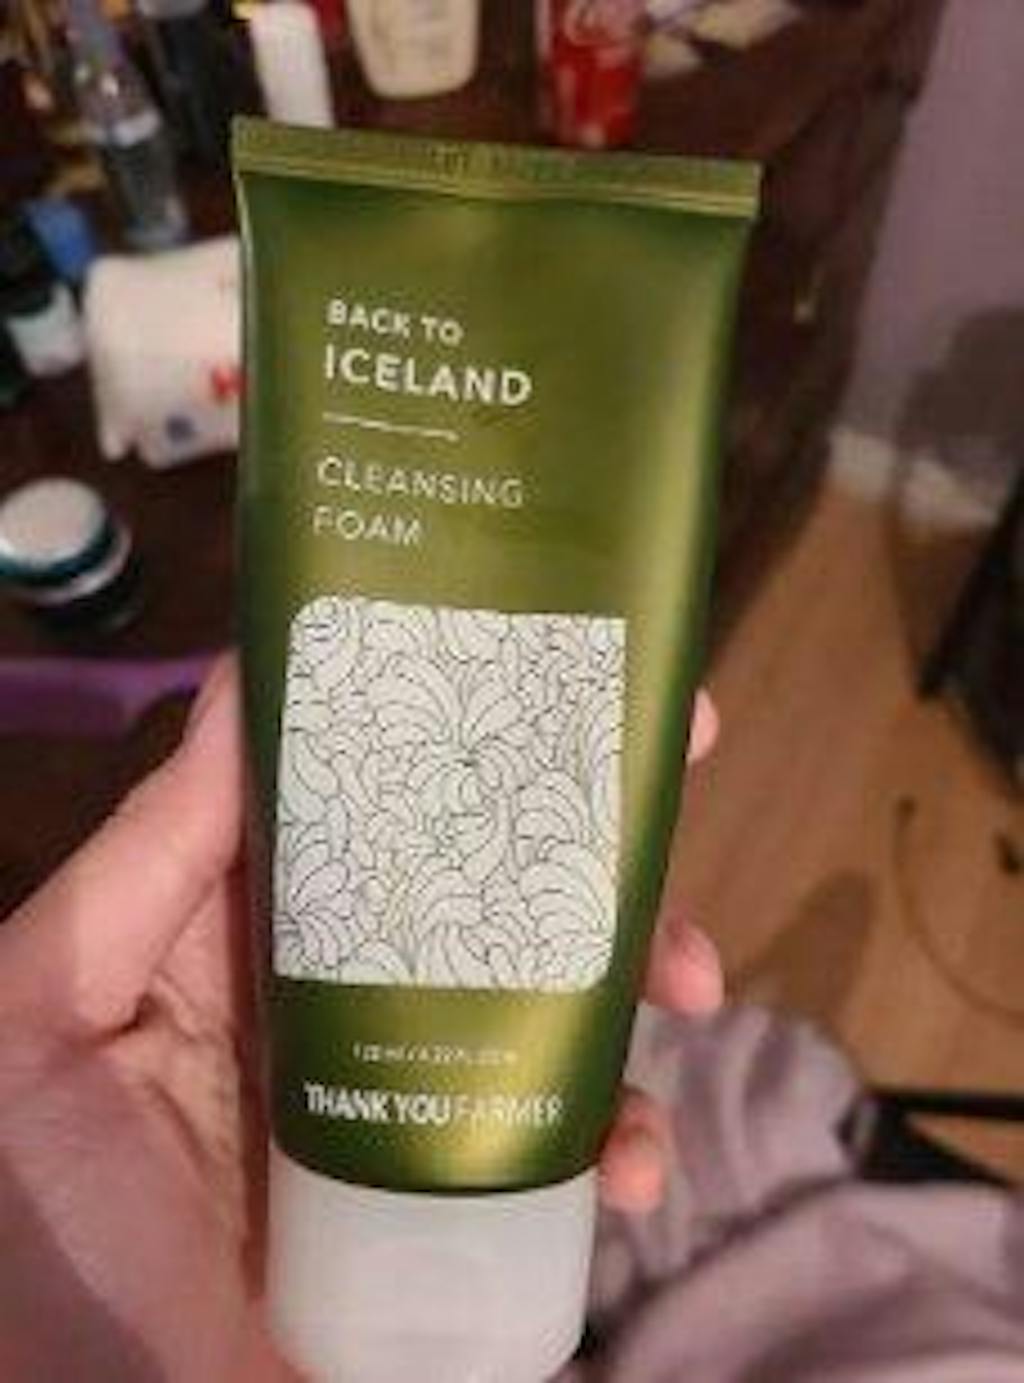 BACK TO
ICELAND
CLEANSING
FOAM
THANK YOU FARMER